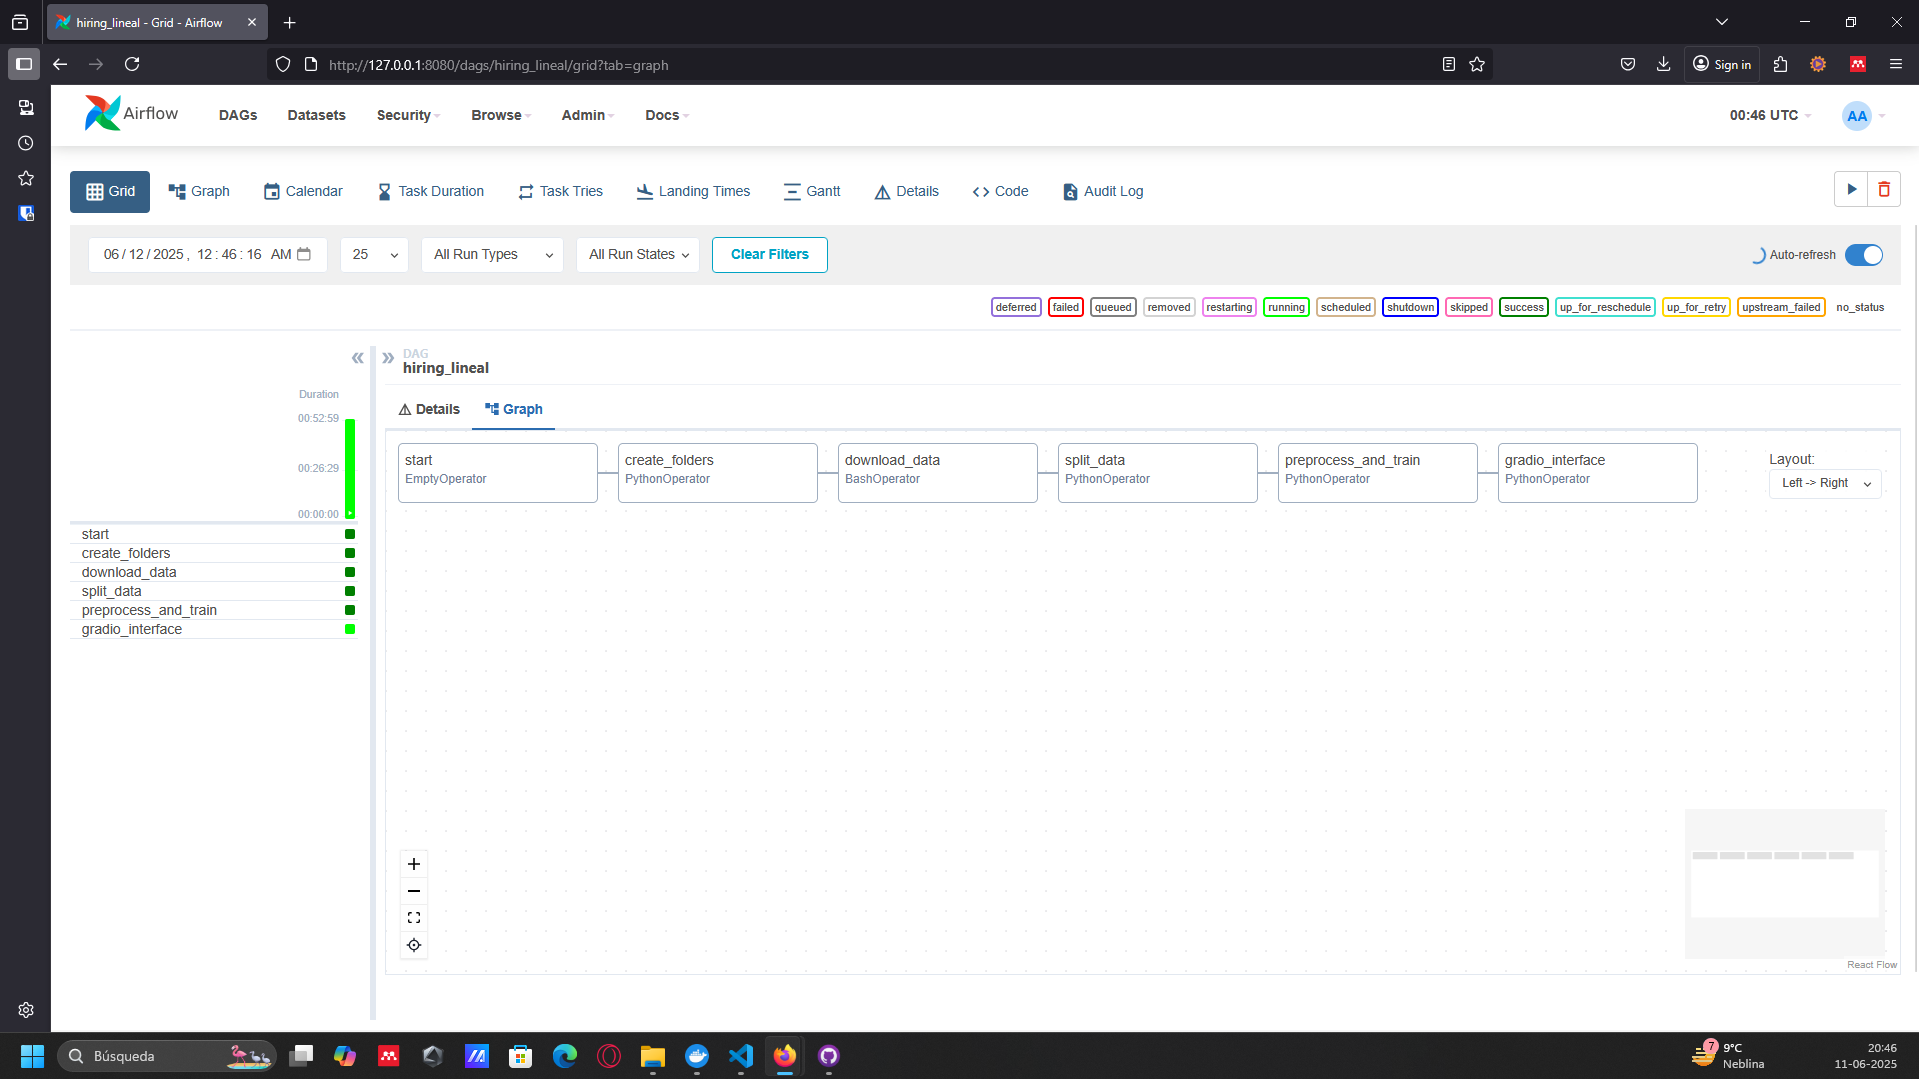 hiring_lineal - Grid - Airflow
http://127.0.0.1:8080/dags/hiring_lineal/grid?tab=graph
Sign in
Airflow DAGs Datasets Security Browse Admin Docs 00:46 UTC AA
Grid Graph Calendar Task Duration Task Tries Landing Times Gantt Details Code Audit Log
06/12/2025, 12:46:16 AM 25 All Run Types All Run States Clear Filters Auto-refresh
deferred failed queued removed restarting running scheduled shutdown skipped success up_for_reschedule up_for_retry upstream_failed no_status
DAG
hiring_lineal
Duration
00:52:59
00:26:29
00:00:00
start
create_folders
download_data
split_data
preprocess_and_train
gradio_interface
Details Graph
start
EmptyOperator
create_folders
PythonOperator
download_data
BashOperator
split_data
PythonOperator
preprocess_and_train
PythonOperator
gradio_interface
PythonOperator
Layout:
Left -> Right
React Flow
Búsqueda
7
9°C
Neblina
20:46
11-06-2025